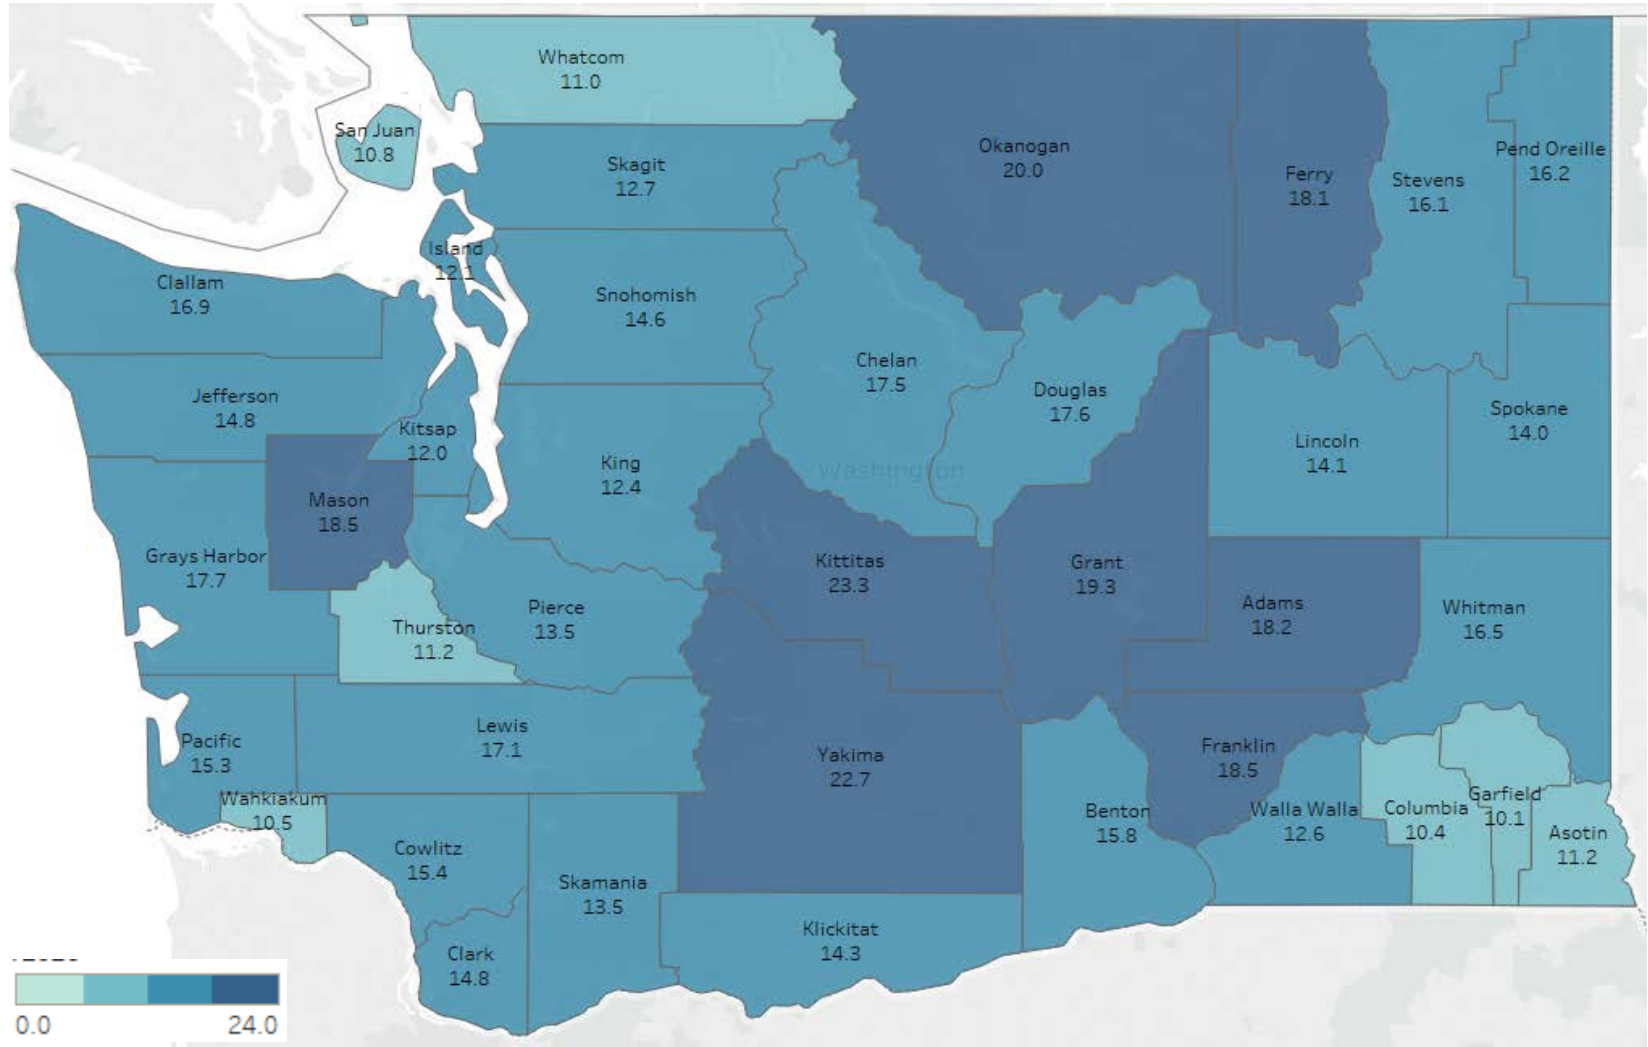 Whatcom
11.0
San Juan
10.8
Skagit
12.7
Okanogan
20.0
Ferry
18.1
Stevens
16.1
Pend Oreille
16.2
Island
12.1
Clallam
16.9
Snohomish
14.6
Chelan
17.5
Douglas
17.6
Jefferson
14.8
Kitsap
12.0
King
12.4
Lincoln
14.1
Spokane
14.0
Washington
Mason
18.5
Grays Harbor
17.7
Kittitas
23.3
Grant
19.3
Adams
18.2
Whitman
16.5
Thurston
11.2
Pierce
13.5
Pacific
15.3
Lewis
17.1
Yakima
22.7
Franklin
18.5
Wahkiakum
10.5
Benton
15.8
Walla Walla
12.6
Columbia
10.4
Garfield
10.1
Asotin
11.2
Cowlitz
15.4
Skamania
13.5
Klickitat
14.3
Clark
14.8
0.0
24.0